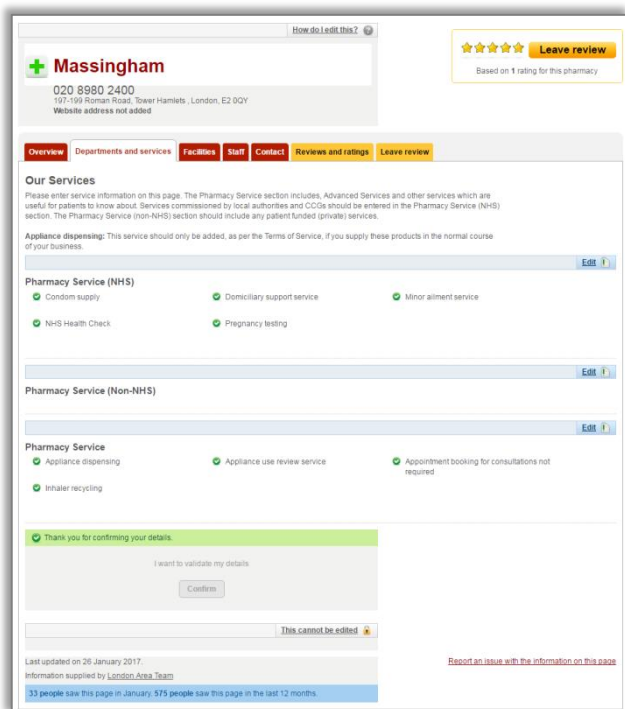 How do I edit this?
Massingham
020 8980 2400
197-199 Roman Road, Tower Hamlets , London, E2 0QY
Website address not added
Leave review
Based on 1 rating for this pharmacy
Overview Departments and services Facilities Staff Contact Reviews and ratings Leave review
Our Services
Please enter service information on this page. The Pharmacy Service section includes, Advanced Services and other services which are
useful for patients to know about. Services commissioned by local authorities and CCGs should be entered in the Pharmacy Service (NHS)
section. The Pharmacy Service (non-NHS) section should include any patient funded (private) services.
Appliance dispensing: This service should only be added, as per the Terms of Service, if you supply these products in the normal course
of your business.
Edit
Pharmacy Service (NHS)
Condom supply Domiciliary support service Minor ailment service
NHS Health Check Pregnancy testing
Edit
Pharmacy Service (Non-NHS)
Edit
Pharmacy Service
Appliance dispensing Appliance use review service Appointment booking for consultations not
required
Inhaler recycling
Thank you for confirming your details.
I want to validate my details
Confirm
This cannot be edited
Last updated on 26 January 2017.
Report an issue with the information on this page
Information supplied by London Area Team
33 people saw this page in January. 575 people saw this page in the last 12 months.